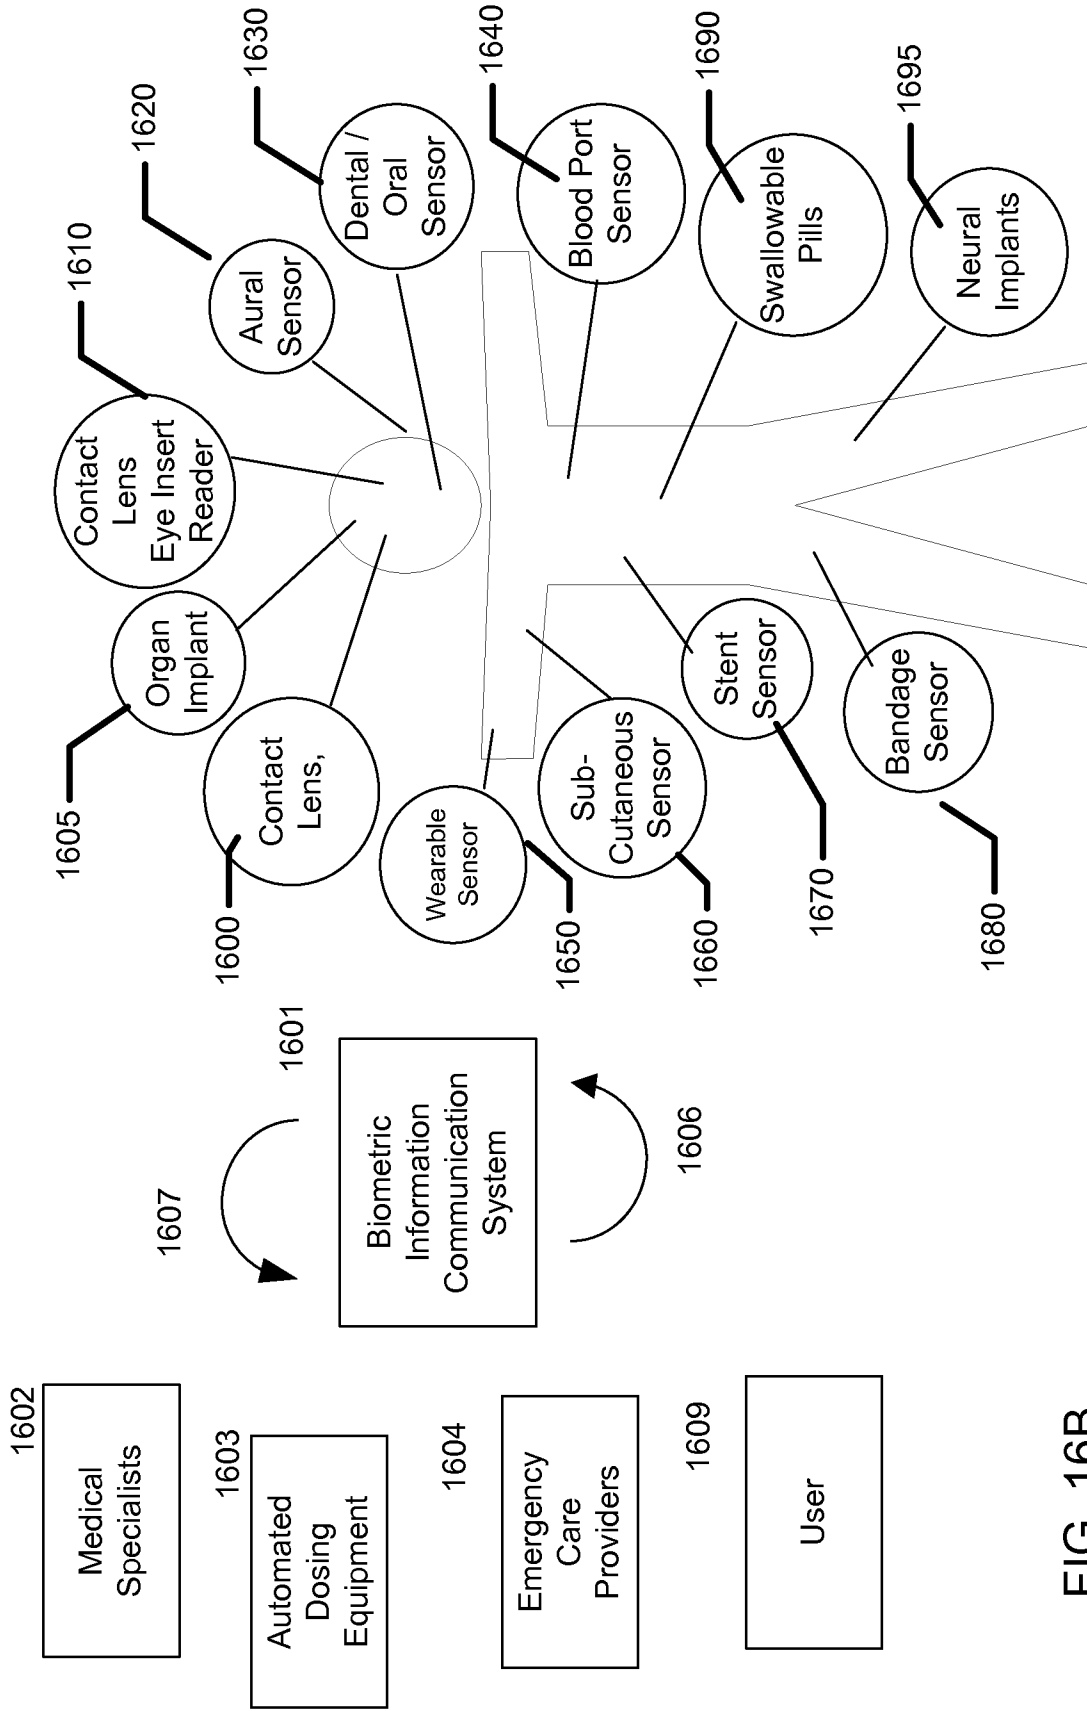 1602
Medical
Specialists
1603
Automated
Dosing
Equipment
1604
Emergency
Care
Providers
1609
User
1607
1601
Biometric
Information
Communication
System
1606
1605
Organ
Implant
1600
Contact
Lens,
1610
Contact
Lens
Eye Insert
Reader
1620
Aural
Sensor
1630
Dental /
Oral
Sensor
1650
Wearable
Sensor
1640
Blood Port
Sensor
1660
Sub-
Cutaneous
Sensor
1690
Swallowable
Pills
1670
Stent
Sensor
1695
Neural
Implants
1680
Bandage
Sensor
FIG. 16B